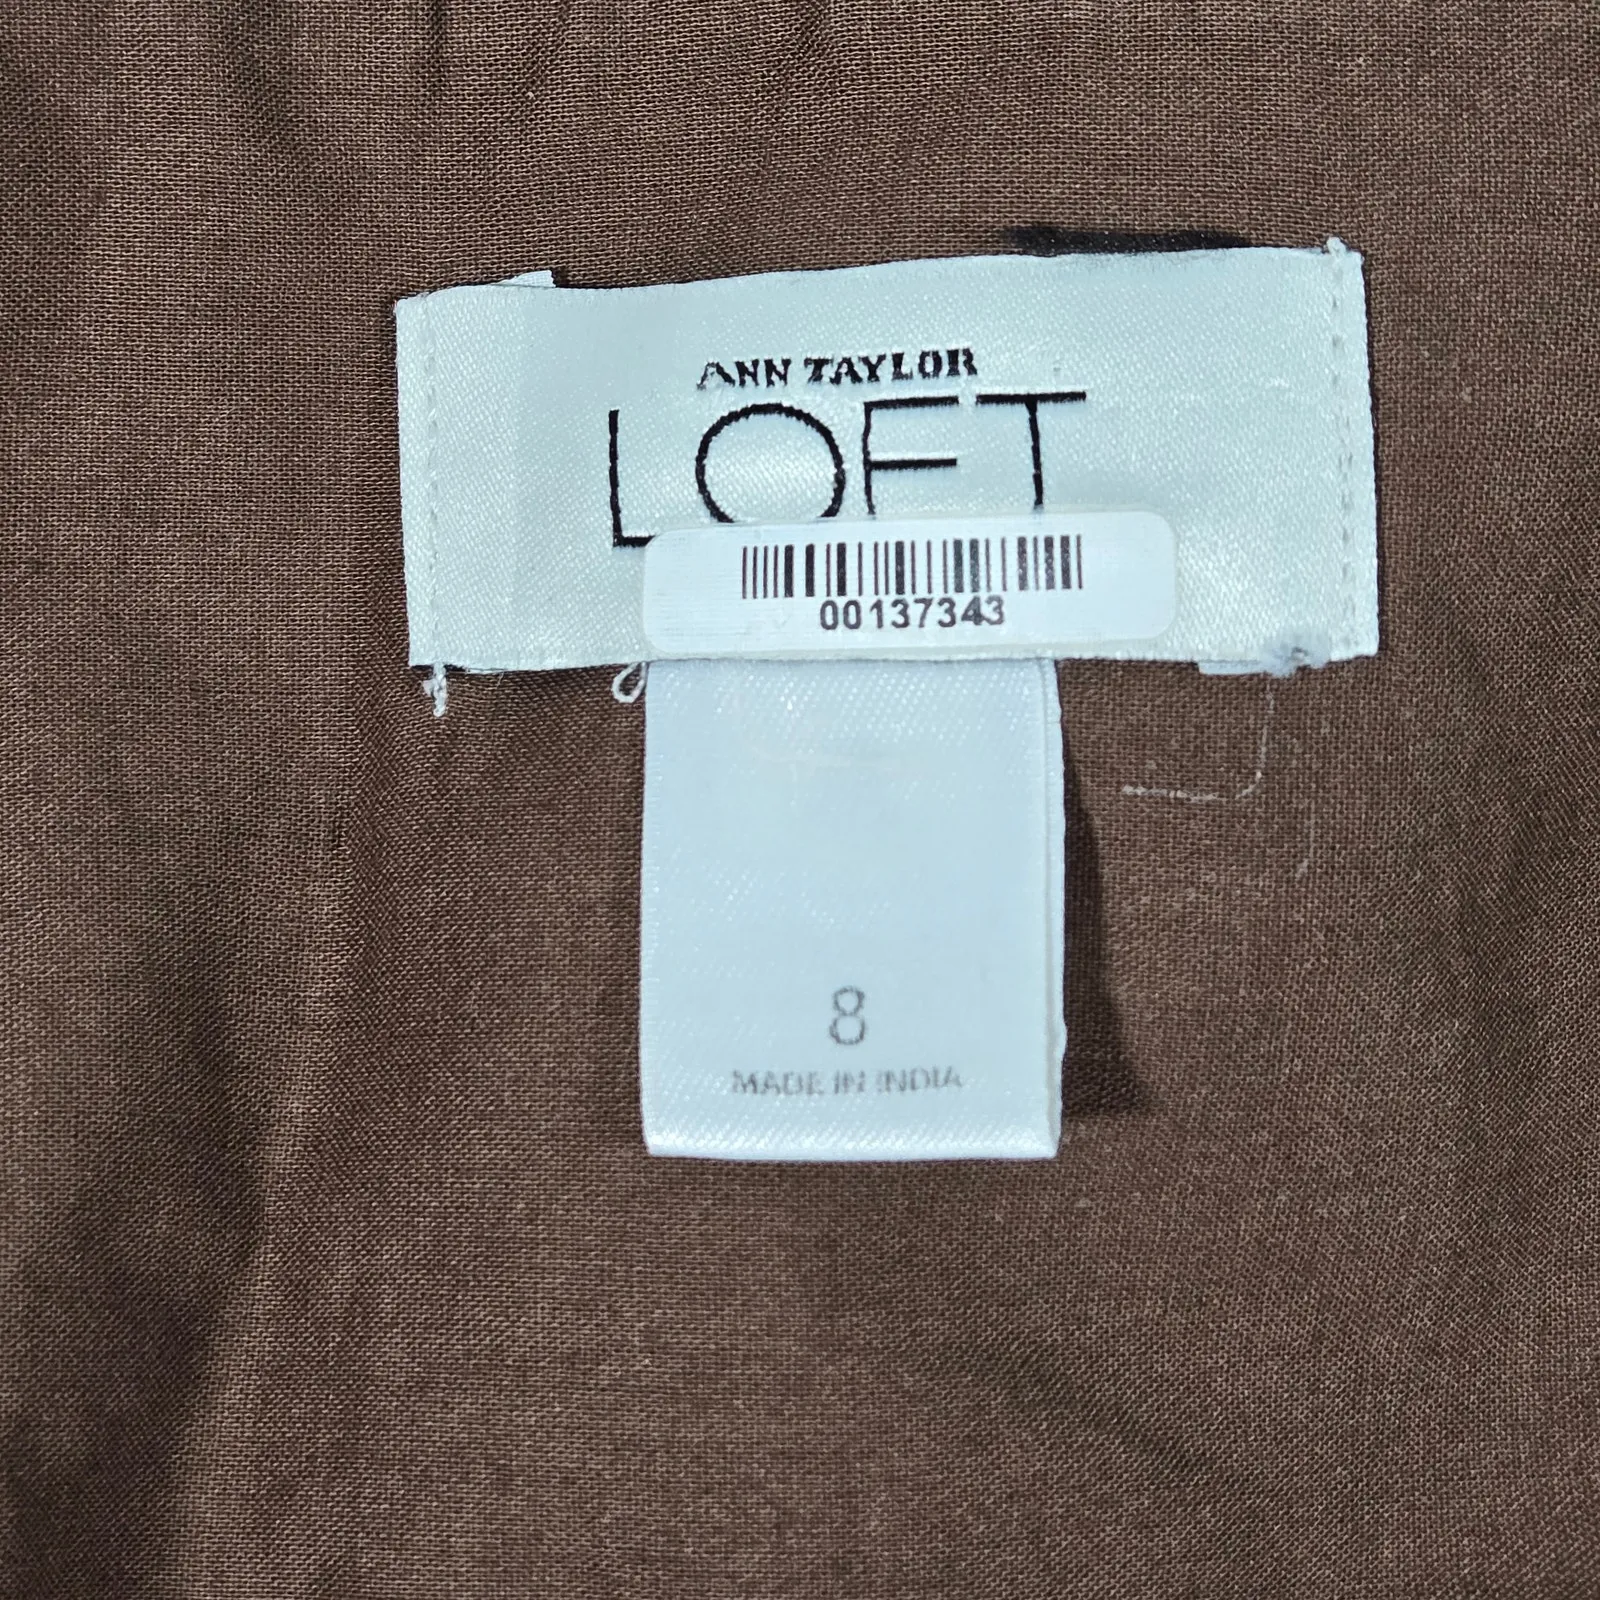 ANN TAYLOR
LOFT
00137343
8
MADE IN INDIA